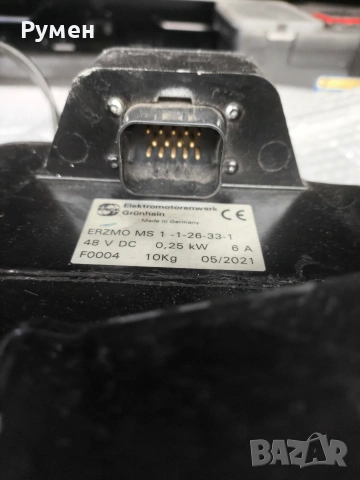 Румен
Elektromotorenwerk
Grünhain
Made in Germany
CE
ERZMO MS 1 -1-26-33-1
48 V DC 0,25 kW 6 A
F0004 10Kg 05/2021
BAZAR